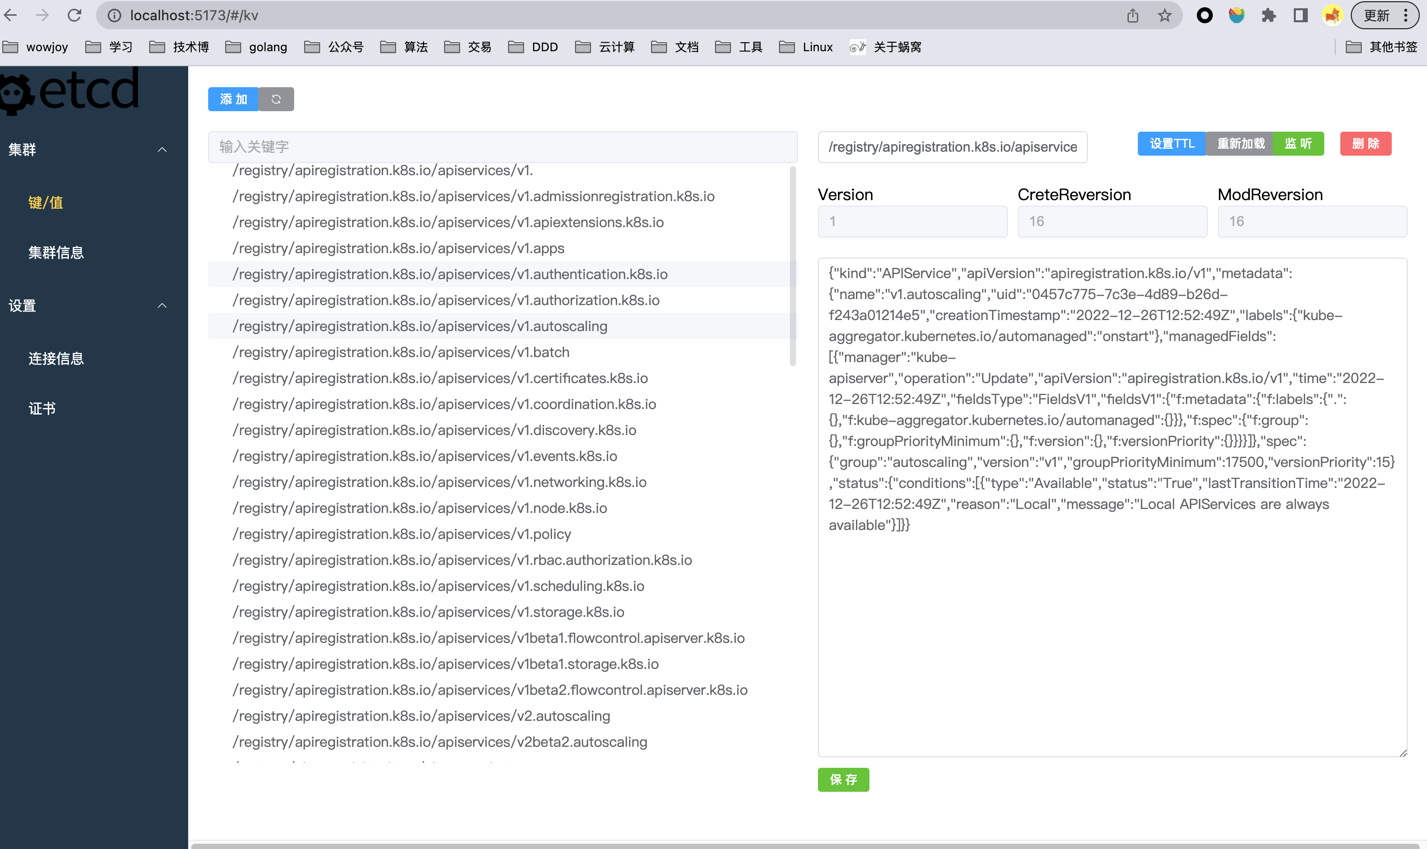 localhost:5173/#/kv
更新
wowjoy
学习
技术博
golang
公众号
算法
交易
DDD
云计算
文档
工具
Linux
关于蜗窝
其他书签
etcd
集群
键/值
集群信息
设置
连接信息
证书
添 加
输入关键字
/registry/apiregistration.k8s.io/apiservices/v1.
/registry/apiregistration.k8s.io/apiservices/v1.admissionregistration.k8s.io
/registry/apiregistration.k8s.io/apiservices/v1.apiextensions.k8s.io
/registry/apiregistration.k8s.io/apiservices/v1.apps
/registry/apiregistration.k8s.io/apiservices/v1.authentication.k8s.io
/registry/apiregistration.k8s.io/apiservices/v1.authorization.k8s.io
/registry/apiregistration.k8s.io/apiservices/v1.autoscaling
/registry/apiregistration.k8s.io/apiservices/v1.batch
/registry/apiregistration.k8s.io/apiservices/v1.certificates.k8s.io
/registry/apiregistration.k8s.io/apiservices/v1.coordination.k8s.io
/registry/apiregistration.k8s.io/apiservices/v1.discovery.k8s.io
/registry/apiregistration.k8s.io/apiservices/v1.events.k8s.io
/registry/apiregistration.k8s.io/apiservices/v1.networking.k8s.io
/registry/apiregistration.k8s.io/apiservices/v1.node.k8s.io
/registry/apiregistration.k8s.io/apiservices/v1.policy
/registry/apiregistration.k8s.io/apiservices/v1.rbac.authorization.k8s.io
/registry/apiregistration.k8s.io/apiservices/v1.scheduling.k8s.io
/registry/apiregistration.k8s.io/apiservices/v1.storage.k8s.io
/registry/apiregistration.k8s.io/apiservices/v1beta1.flowcontrol.apiserver.k8s.io
/registry/apiregistration.k8s.io/apiservices/v1beta1.storage.k8s.io
/registry/apiregistration.k8s.io/apiservices/v1beta2.flowcontrol.apiserver.k8s.io
/registry/apiregistration.k8s.io/apiservices/v2.autoscaling
/registry/apiregistration.k8s.io/apiservices/v2beta2.autoscaling
/registry/apiregistration.k8s.io/apiservice
设置TTL
重新加载
监 听
删 除
Version
CreteReversion
ModReversion
1
16
16
{"kind":"APIService","apiVersion":"apiregistration.k8s.io/v1","metadata":
{"name":"v1.autoscaling","uid":"0457c775-7c3e-4d89-b26d-
f243a01214e5","creationTimestamp":"2022-12-26T12:52:49Z","labels":{"kube-
aggregator.kubernetes.io/automanaged":"onstart"},"managedFields":
[{"manager":"kube-
apiserver","operation":"Update","apiVersion":"apiregistration.k8s.io/v1","time":"2022-
12-26T12:52:49Z","fieldsType":"FieldsV1","fieldsV1":{"f:metadata":{"f:labels":{".":
{},"f:kube-aggregator.kubernetes.io/automanaged":{}}},"f:spec":{"f:group":
{},"f:groupPriorityMinimum":{},"f:version":{},"f:versionPriority":{}}}}]},"spec":
{"group":"autoscaling","version":"v1","groupPriorityMinimum":17500,"versionPriority":15}
,"status":{"conditions":[{"type":"Available","status":"True","lastTransitionTime":"2022-
12-26T12:52:49Z","reason":"Local","message":"Local APIServices are always
available"}]}}
保 存